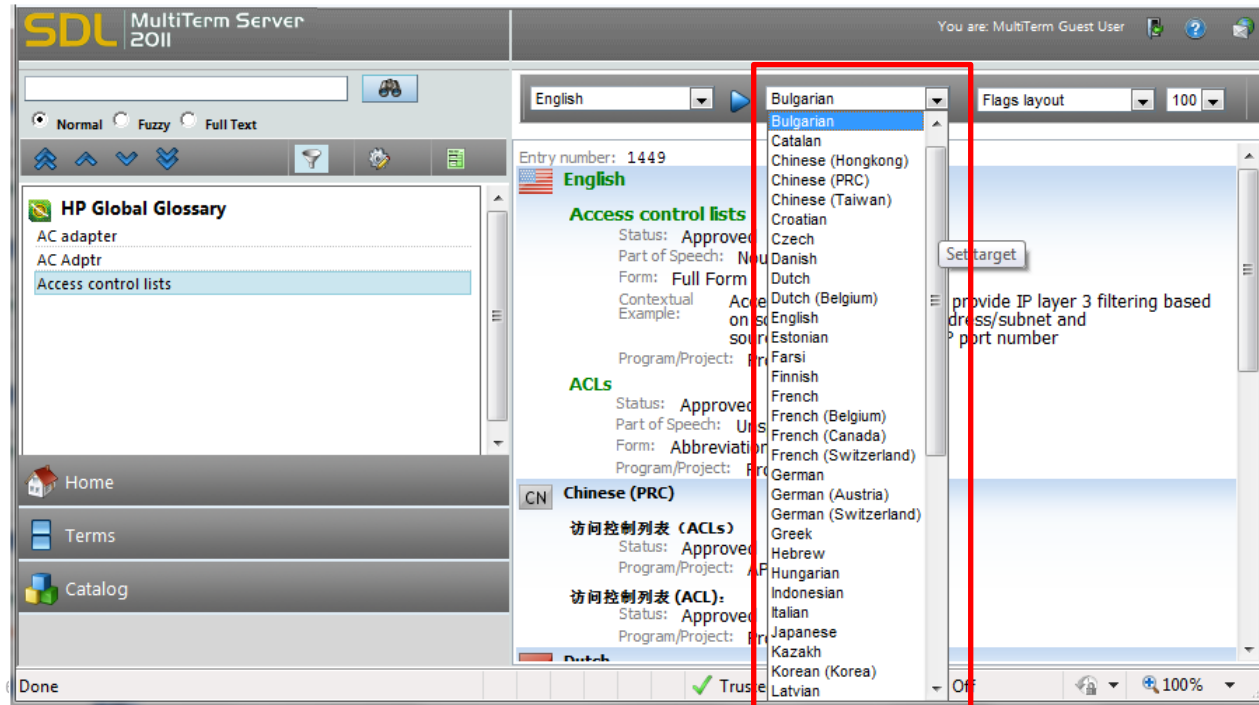 SDL MultiTerm Server 2011
You are: MultiTerm Guest User
Normal Fuzzy Full Text
HP Global Glossary
AC adapter
AC Adptr
Access control lists
Home
Terms
Catalog
English Bulgarian Flags layout 100
Entry number: 1449
English
Access control lists
Status: Approved
Part of Speech:
Form: Full Form
Contextual Example:
provide IP layer 3 filtering based
on
and
port number
Program/Project:
ACLs
Status: Approved
Part of Speech:
Form: Abbreviation
Program/Project:
CN Chinese (PRC)
访问控制列表（ACLs）
Status: Approved
Program/Project:
访问控制列表 (ACL)：
Status: Approved
Program/Project:
Dutch
Bulgarian
Catalan
Chinese (Hongkong)
Chinese (PRC)
Chinese (Taiwan)
Croatian
Czech
Danish
Dutch
Dutch (Belgium)
English
Estonian
Farsi
Finnish
French
French (Belgium)
French (Canada)
French (Switzerland)
German
German (Austria)
German (Switzerland)
Greek
Hebrew
Hungarian
Indonesian
Italian
Japanese
Kazakh
Korean (Korea)
Latvian
Set target
Done
100%